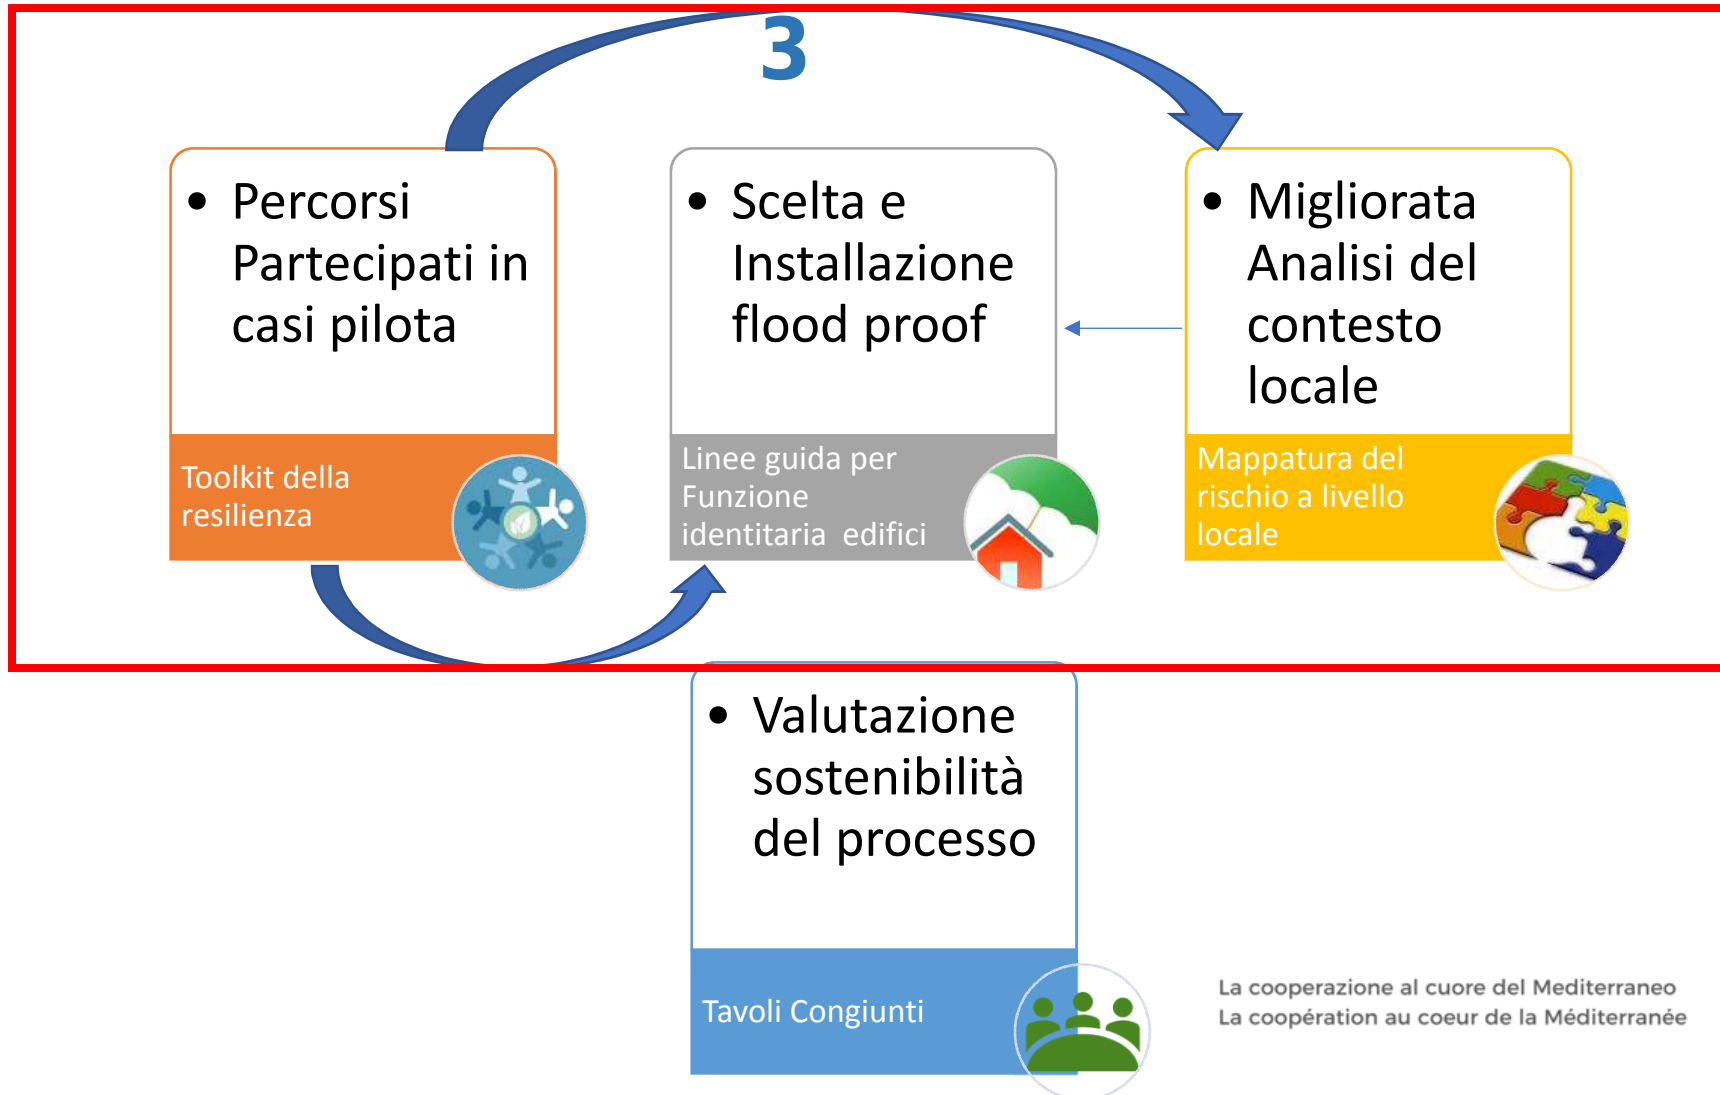 3
• Percorsi
Partecipati in
casi pilota
Toolkit della
resilienza
• Scelta e
Installazione
flood proof
Linee guida per
Funzione
identitaria edifici
• Migliorata
Analisi del
contesto
locale
Mappatura del
rischio a livello
locale
• Valutazione
sostenibilità
del processo
Tavoli Congiunti
La cooperazione al cuore del Mediterraneo
La coopération au coeur de la Méditerranée